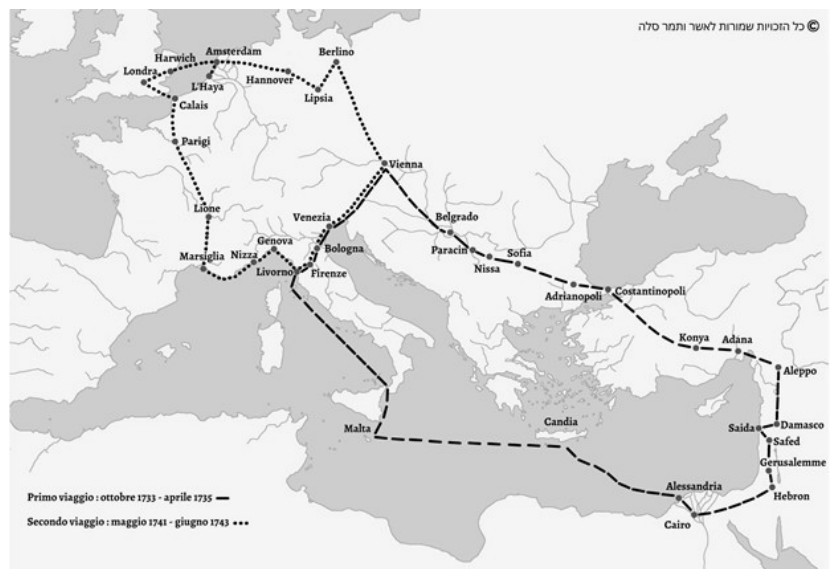 © כל הזכויות שמורות לאשר ותמר סלה
Amsterdam
Berlino
Harwich
Londra
L'Haya
Hannover
Lipsia
Calais
Parigi
Vienna
Lione
Venezia
Belgrado
Genova
Bologna
Paracin
Sofia
Marsiglia
Nizza
Livorno
Firenze
Nissa
Adrianopoli
Costantinopoli
Konya
Adana
Aleppo
Candia
Malta
Saida
Damasco
Safed
Gerusalemme
Alessandria
Hebron
Cairo
Primo viaggio : ottobre 1733 - aprile 1735
Secondo viaggio : maggio 1741 - giugno 1743